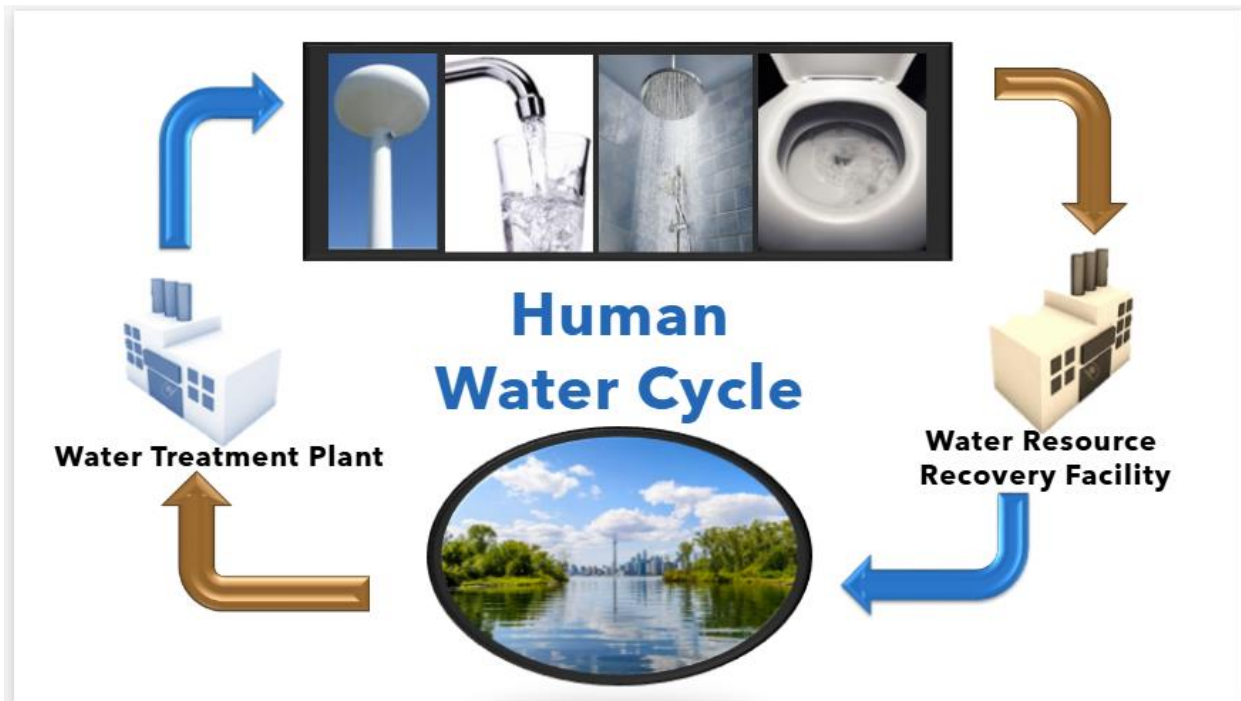 Human
Water Cycle
Water Treatment Plant
Water Resource
Recovery Facility